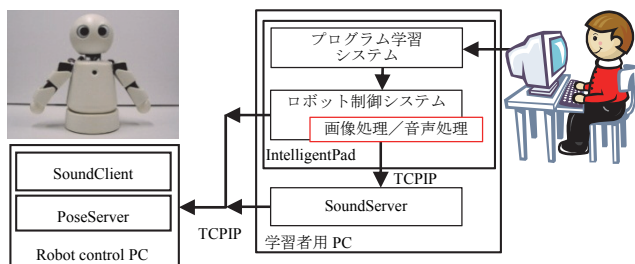 プログラム学習
システム
ロボット制御システム
画像処理／音声処理
IntelligentPad
TCPIP
SoundServer
学習者用 PC
SoundClient
PoseServer
TCPIP
Robot control PC